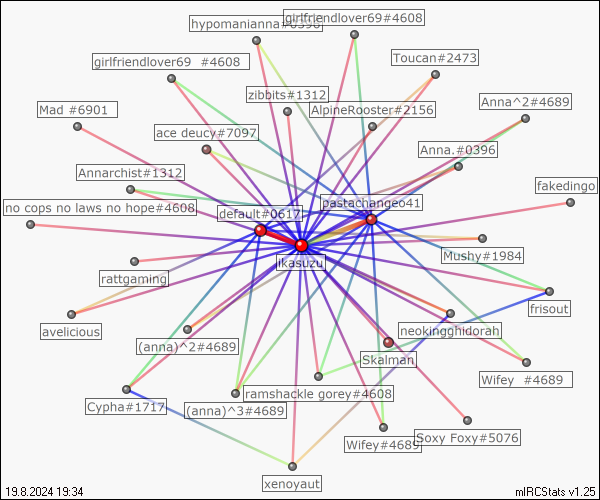 hypomanianna#0396
girlfriendlover69#4608
girlfriendlover69  #4608
Toucan#2473
zibbits#1312
Mad #6901
AlpineRooster#2156
Anna^2#4689
ace deucy#7097
Anna.#0396
Annarchist#1312
fakedingo
no cops no laws no hope#4608
default#0617
pastachangeo41
ikasuzu
Mushy#1984
rattgaming
frisout
avelicious
(anna)^2#4689
neokingghidorah
Skalman
Wifey  #4689
ramshackle gorey#4608
Cypha#1717
(anna)^3#4689
Wifey#4689
Soxy Foxy#5076
xenoyaut
19.8.2024 19:34
mIRCStats v1.25